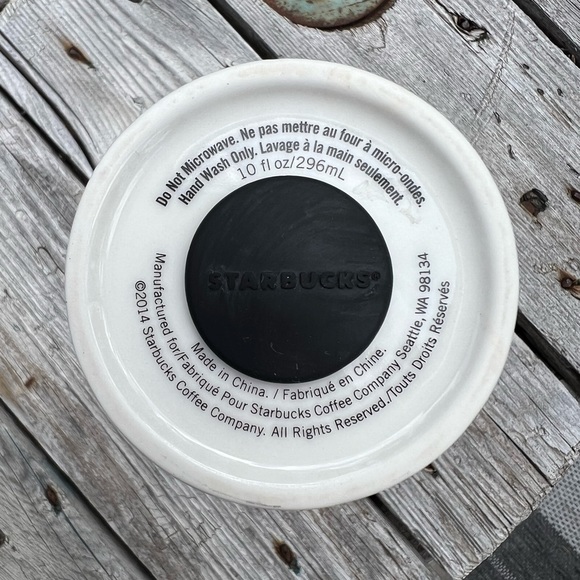 Do Not Microwave. Ne pas mettre au four à micro-ondes.
Hand Wash Only. Lavage à la main seulement.
10 fl oz/296mL
STARBUCKS®
Made in China. / Fabriqué en Chine.
Manufactured for/Fabriqué Pour Starbucks Coffee Company Seattle, WA 98134
©2014 Starbucks Coffee Company. All Rights Reserved./Touts Droits Réservés